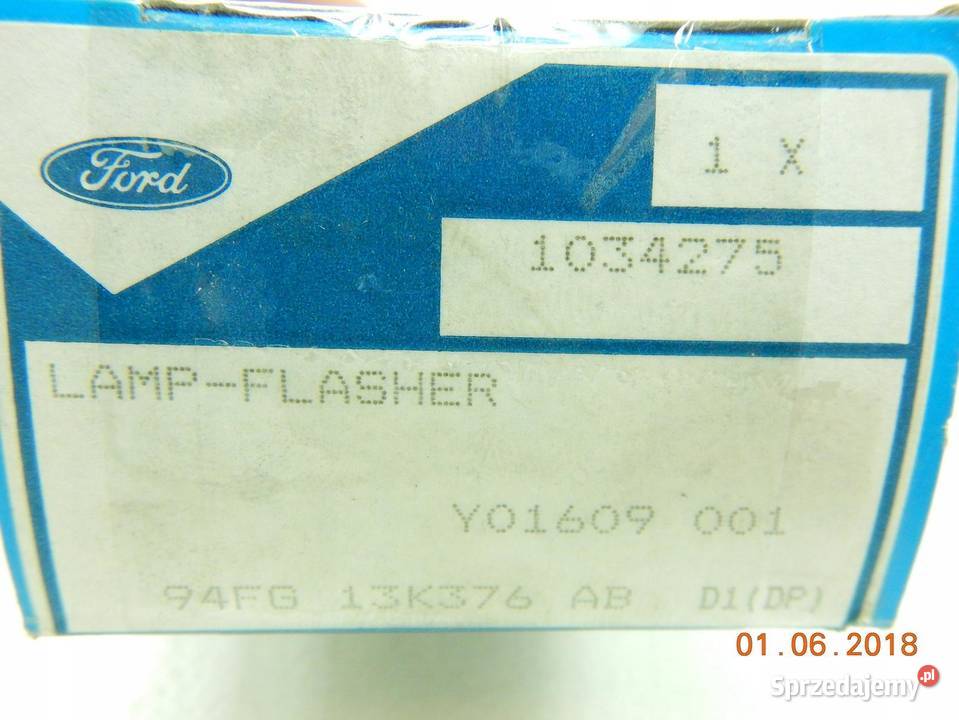 Ford
1 X
1034275
LAMP-FLASHER
Y01609 001
94FG 13K376 AB D1(DP)
01.06.2018
Sprzedajemy.pl